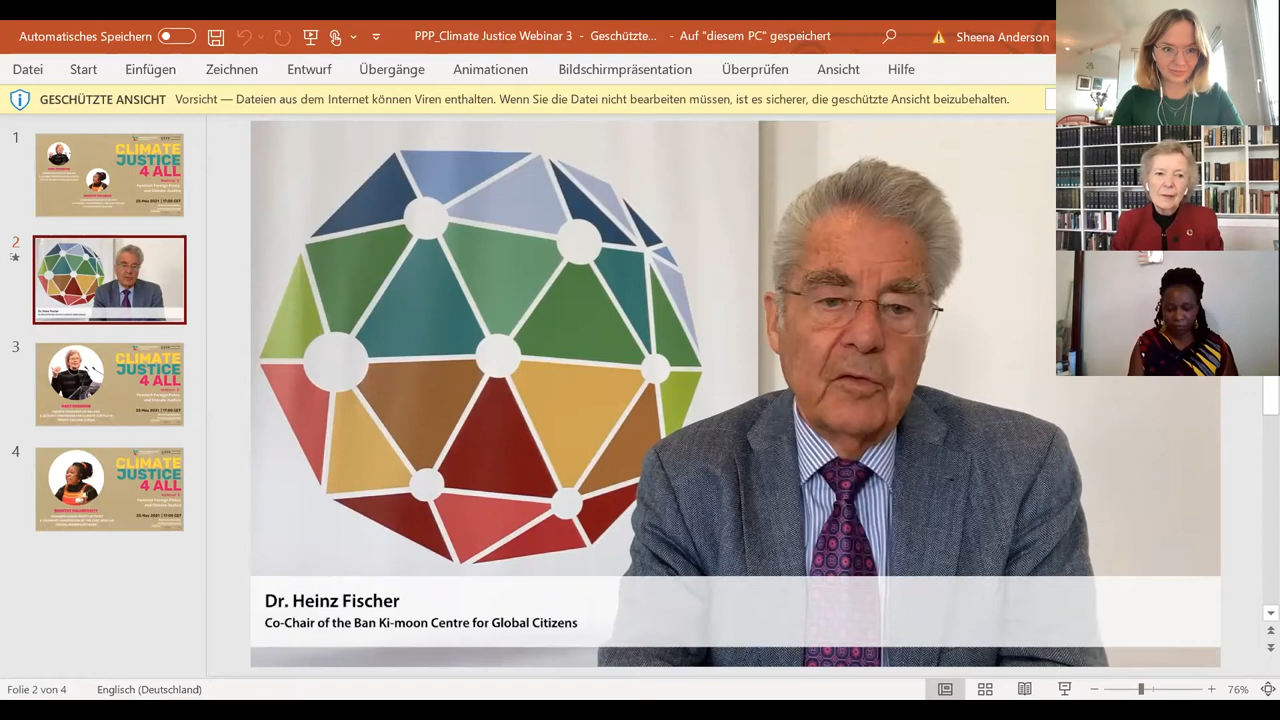 Automatisches Speichern
PPP_Climate Justice Webinar 3 - Geschützte... - Auf "diesem PC" gespeichert
Sheena Anderson
Datei Start Einfügen Zeichnen Entwurf Übergänge Animationen Bildschirmpräsentation Überprüfen Ansicht Hilfe
GESCHÜTZTE ANSICHT Vorsicht — Dateien aus dem Internet können Viren enthalten. Wenn Sie die Datei nicht bearbeiten müssen, ist es sicherer, die geschützte Ansicht beizubehalten.
1
CLIMATE
JUSTICE
4 ALL
2
3
CLIMATE
JUSTICE
4 ALL
4
CLIMATE
JUSTICE
4 ALL
Dr. Heinz Fischer
Co-Chair of the Ban Ki-moon Centre for Global Citizens
Folie 2 von 4 Englisch (Deutschland) 76%